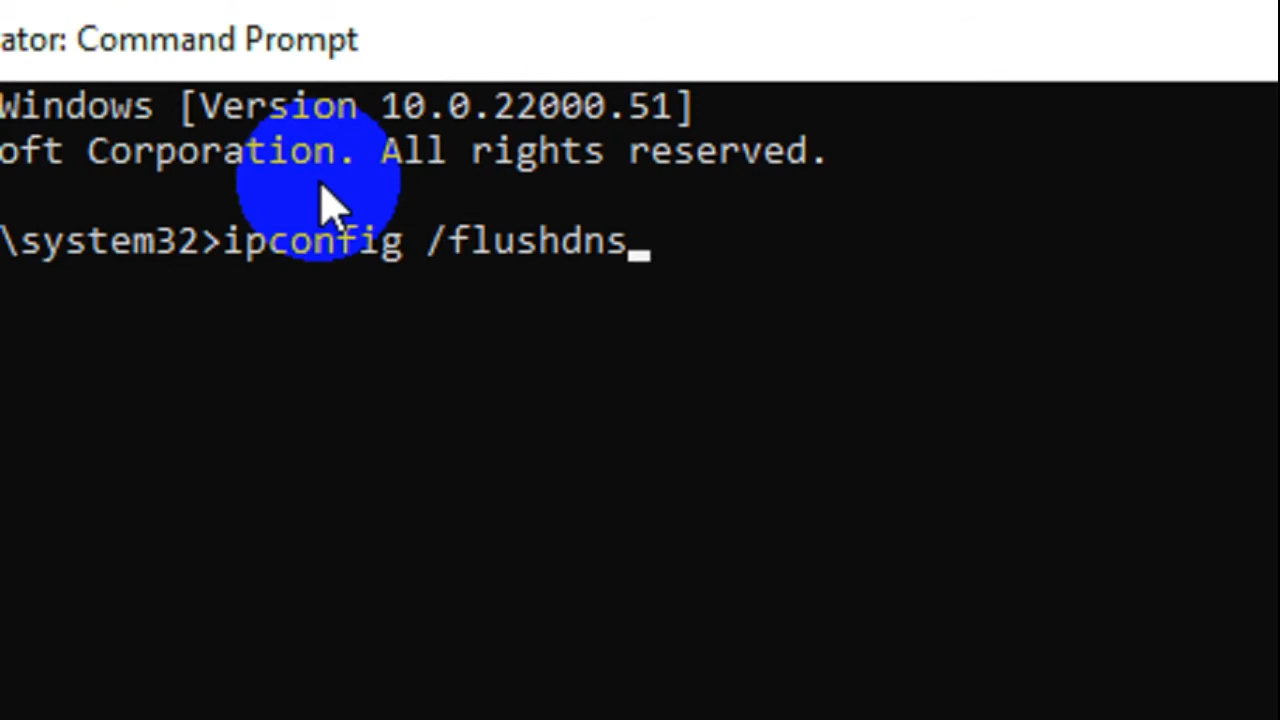 ator: Command Prompt
Windows [Version 10.0.22000.51]
oft Corporation. All rights reserved.
\system32>ipconfig /flushdns